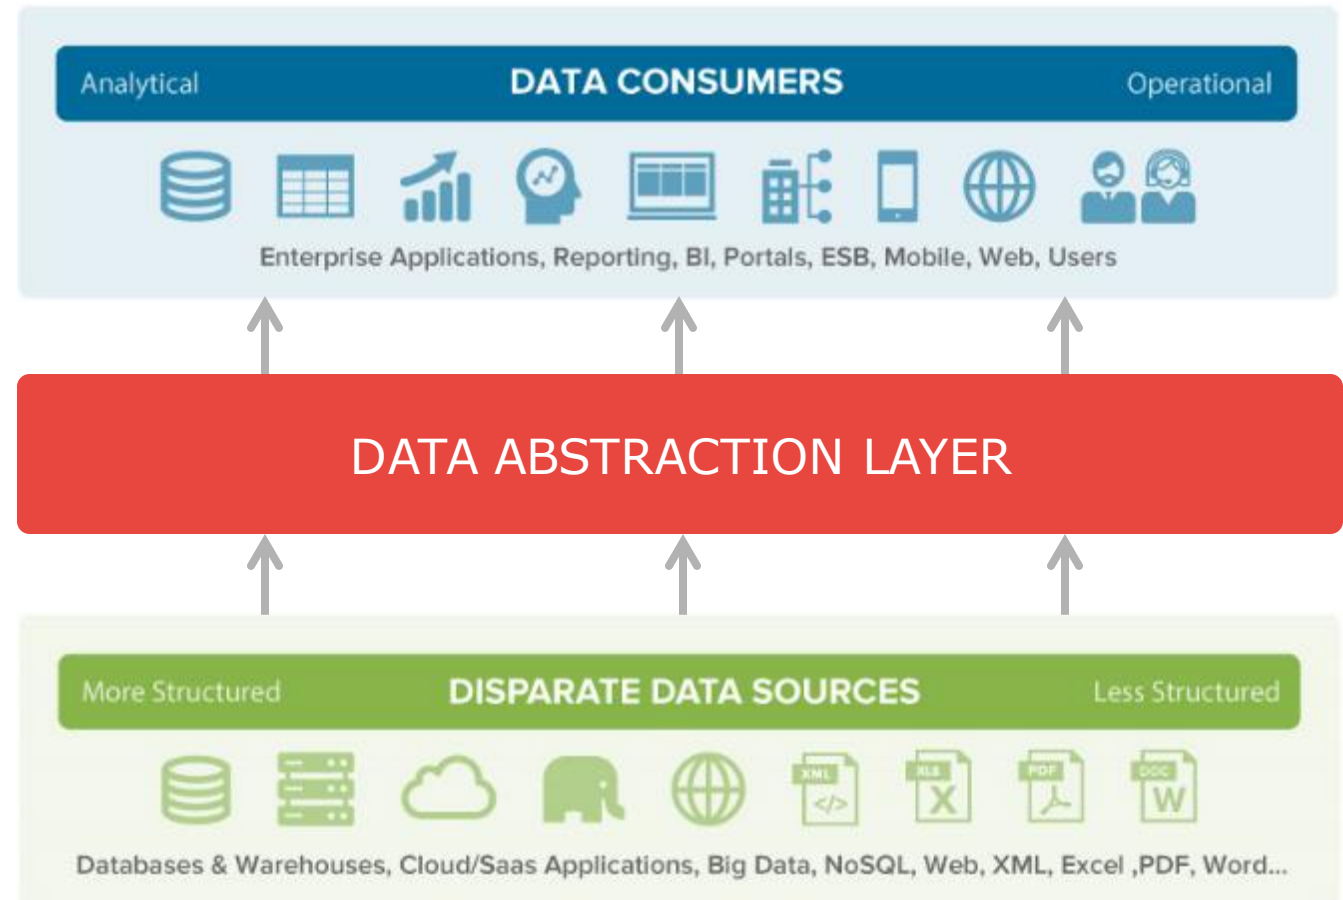 Analytical DATA CONSUMERS Operational
Enterprise Applications, Reporting, BI, Portals, ESB, Mobile, Web, Users
DATA ABSTRACTION LAYER
More Structured DISPARATE DATA SOURCES Less Structured
XML </> XLS X PDF DOC W
Databases & Warehouses, Cloud/Saas Applications, Big Data, NoSQL, Web, XML, Excel ,PDF, Word...